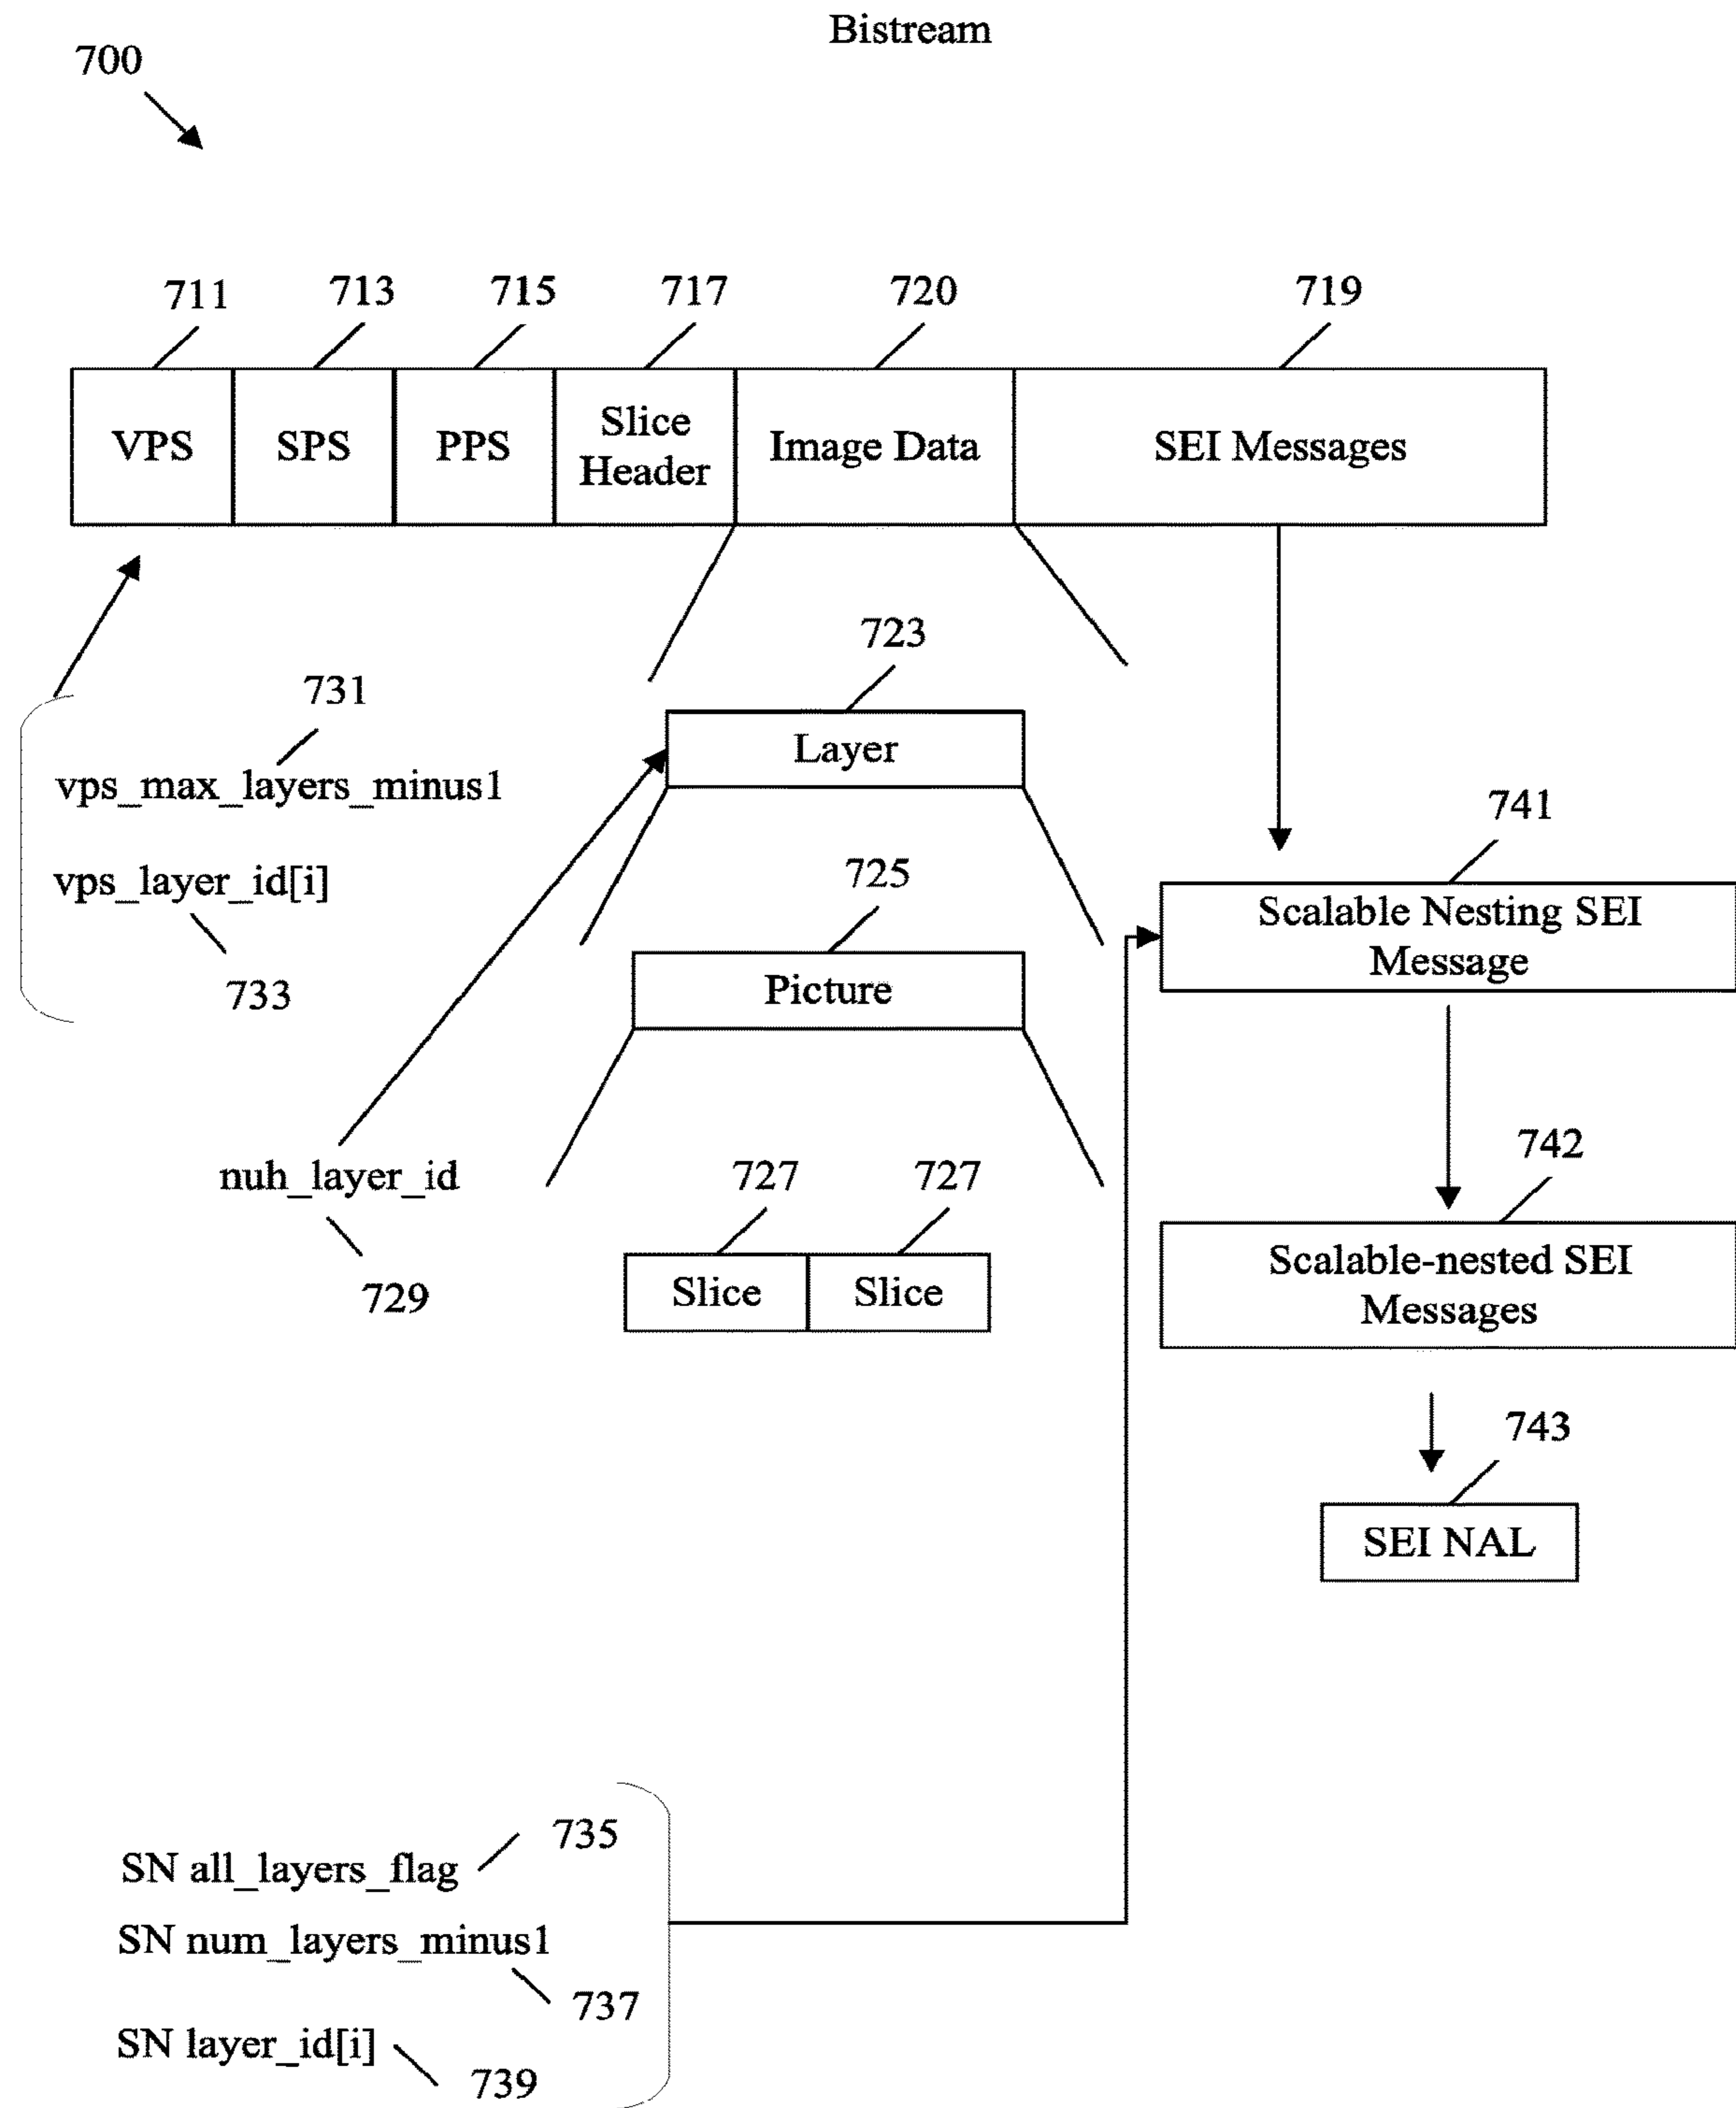 Bistream
700
711
713
715
717
720
719
VPS
SPS
PPS
Slice
Header
Image Data
SEI Messages
723
731
Layer
vps_max_layers_minus1
741
725
vps_layer_id[i]
Scalable Nesting SEI
Message
733
Picture
742
nuh_layer_id
727
727
729
Slice
Slice
Scalable-nested SEI
Messages
743
SEI NAL
735
SN all_layers_flag
SN num_layers_minus1
737
SN layer_id[i]
739